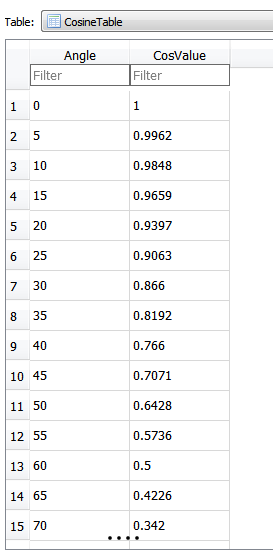 Table: CosineTable
Angle CosValue
Filter Filter
1 0 1
2 5 0.9962
3 10 0.9848
4 15 0.9659
5 20 0.9397
6 25 0.9063
7 30 0.866
8 35 0.8192
9 40 0.766
10 45 0.7071
11 50 0.6428
12 55 0.5736
13 60 0.5
14 65 0.4226
15 70 0.342
....